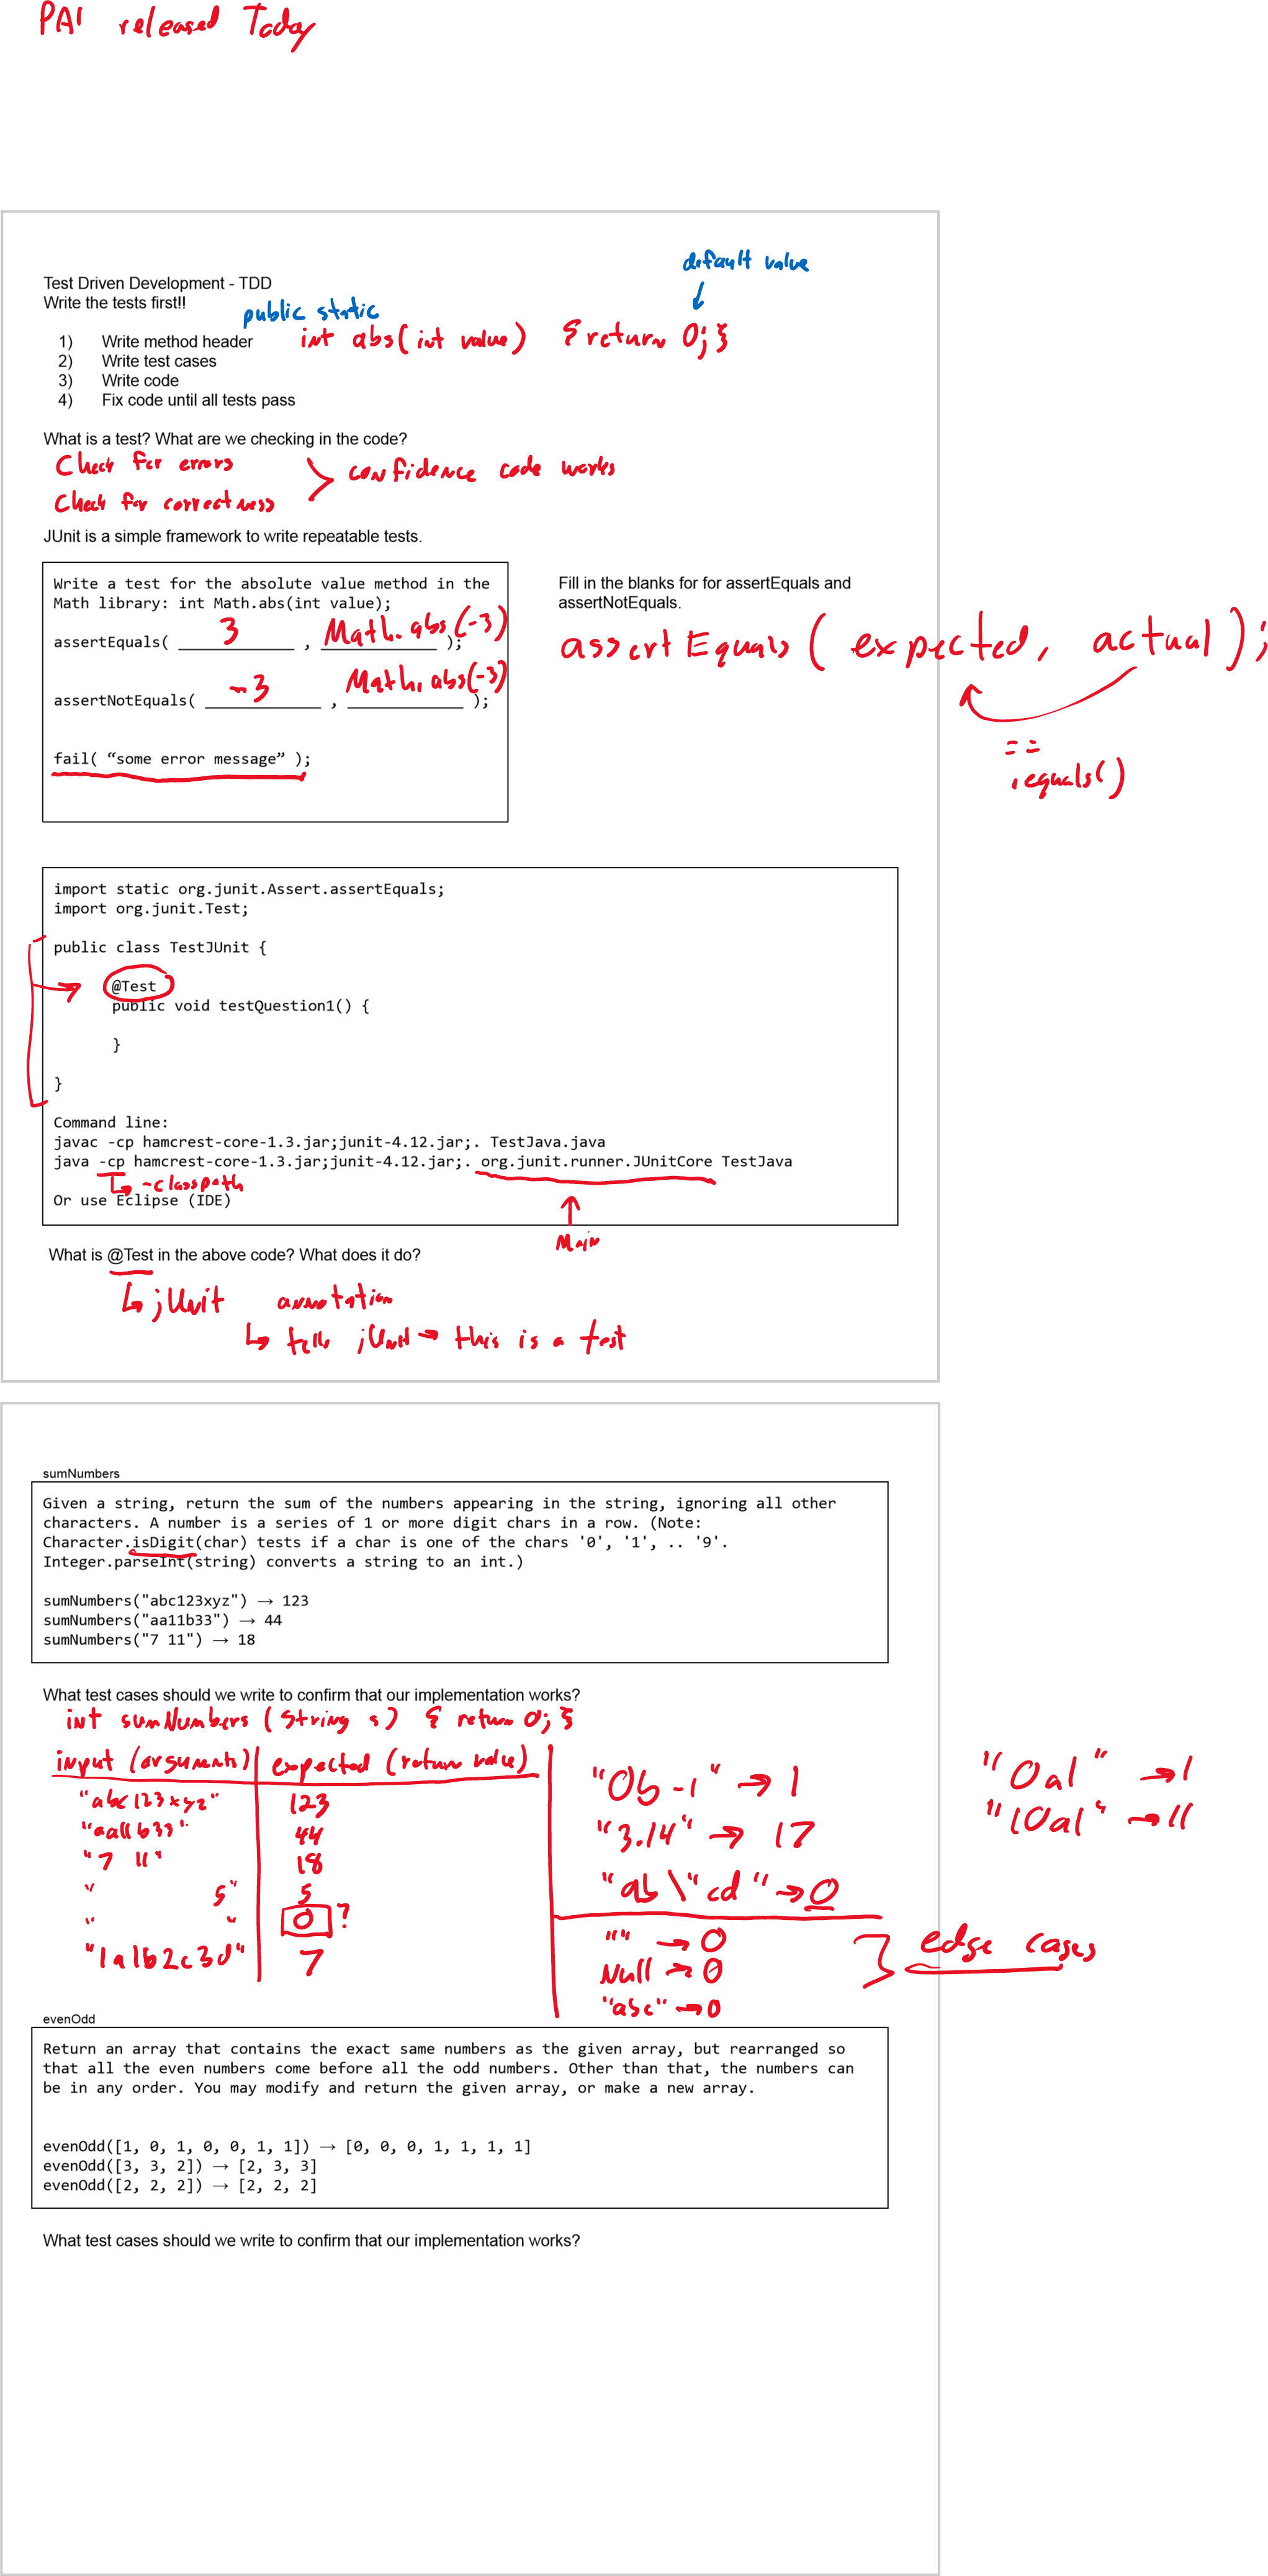 PA1 released Today
default value
Test Driven Development - TDD
Write the tests first!!
public static
1) Write method header int abs(int value) {return 0;}
2) Write test cases
3) Write code
4) Fix code until all tests pass
What is a test? What are we checking in the code?
Check for errors
> confidence code works
Check for correctness
JUnit is a simple framework to write repeatable tests.
Write a test for the absolute value method in the
Math library: int Math.abs(int value);
assertEquals( 3 , Math.abs(-3) );
assertNotEquals( -3 , Math.abs(-3) );
fail( “some error message” );
Fill in the blanks for for assertEquals and
assertNotEquals.
assertEquals( expected, actual);
==
.equals()
import static org.junit.Assert.assertEquals;
import org.junit.Test;
public class TestJUnit {
@Test
public void testQuestion1() {
}
}
Command line:
javac -cp hamcrest-core-1.3.jar;junit-4.12.jar;. TestJava.java
java -cp hamcrest-core-1.3.jar;junit-4.12.jar;. org.junit.runner.JUnitCore TestJava
↳ -classpath
Or use Eclipse (IDE)
↑
Main
What is @Test in the above code? What does it do?
↳ jUnit annotation
↳ tells jUnit → this is a test
sumNumbers
Given a string, return the sum of the numbers appearing in the string, ignoring all other
characters. A number is a series of 1 or more digit chars in a row. (Note:
Character.isDigit(char) tests if a char is one of the chars '0', '1', .. '9'.
Integer.parseInt(string) converts a string to an int.)
sumNumbers("abc123xyz") → 123
sumNumbers("aa11b33") → 44
sumNumbers("7 11") → 18
What test cases should we write to confirm that our implementation works?
int sumNumbers (String s) { return 0; }
input (arguments) expected (return value)
"abc123xyz" 123
"aa11b33" 44
"7 11" 18
" 5" 5
" " 0 ?
"1a1b2c3d" 7
"0b-1" → 1
"3.14" → 17
"ab\"cd" → 0
"" → 0
Null → 0
"abc" → 0
} edge cases
"0a1" → 1
"10a1" → 11
evenOdd
Return an array that contains the exact same numbers as the given array, but rearranged so
that all the even numbers come before all the odd numbers. Other than that, the numbers can
be in any order. You may modify and return the given array, or make a new array.
evenOdd([1, 0, 1, 0, 0, 1, 1]) → [0, 0, 0, 1, 1, 1, 1]
evenOdd([3, 3, 2]) → [2, 3, 3]
evenOdd([2, 2, 2]) → [2, 2, 2]
What test cases should we write to confirm that our implementation works?